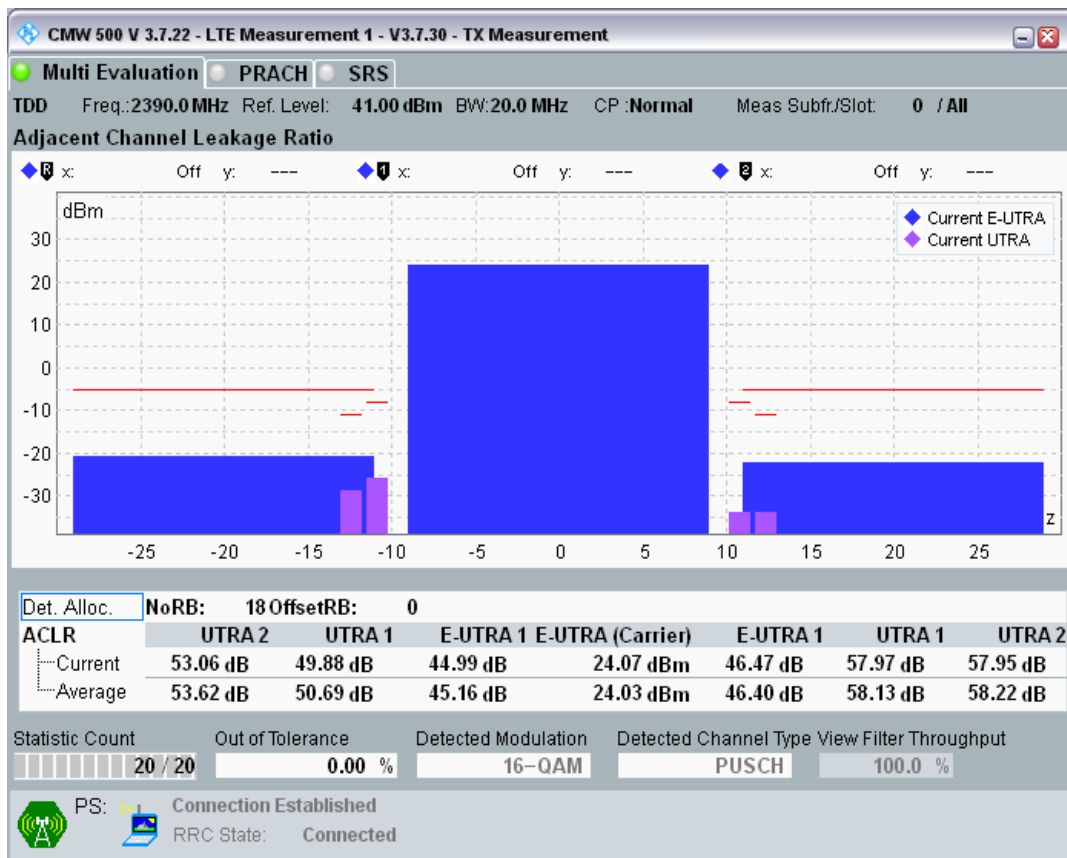 CMW 500 V 3.7.22 - LTE Measurement 1 - V3.7.30 - TX Measurement
Multi Evaluation PRACH SRS
TDD Freq.:2390.0 MHz Ref. Level: 41.00 dBm BW:20.0 MHz CP :Normal Meas Subfr./Slot: 0 / All
Adjacent Channel Leakage Ratio
R x: Off y: --- 1 x: Off y: --- 2 x: Off y: ---
dBm
Current E-UTRA
Current UTRA
30
20
10
0
-10
-20
-30
z
-25 -20 -15 -10 -5 0 5 10 15 20 25
Det. Alloc. NoRB: 18 OffsetRB: 0
ACLR UTRA 2 UTRA 1 E-UTRA 1 E-UTRA (Carrier) E-UTRA 1 UTRA 1 UTRA 2
Current 53.06 dB 49.88 dB 44.99 dB 24.07 dBm 46.47 dB 57.97 dB 57.95 dB
Average 53.62 dB 50.69 dB 45.16 dB 24.03 dBm 46.40 dB 58.13 dB 58.22 dB
Statistic Count Out of Tolerance Detected Modulation Detected Channel Type View Filter Throughput
20 / 20 0.00 % 16-QAM PUSCH 100.0 %
PS: Connection Established
RRC State: Connected